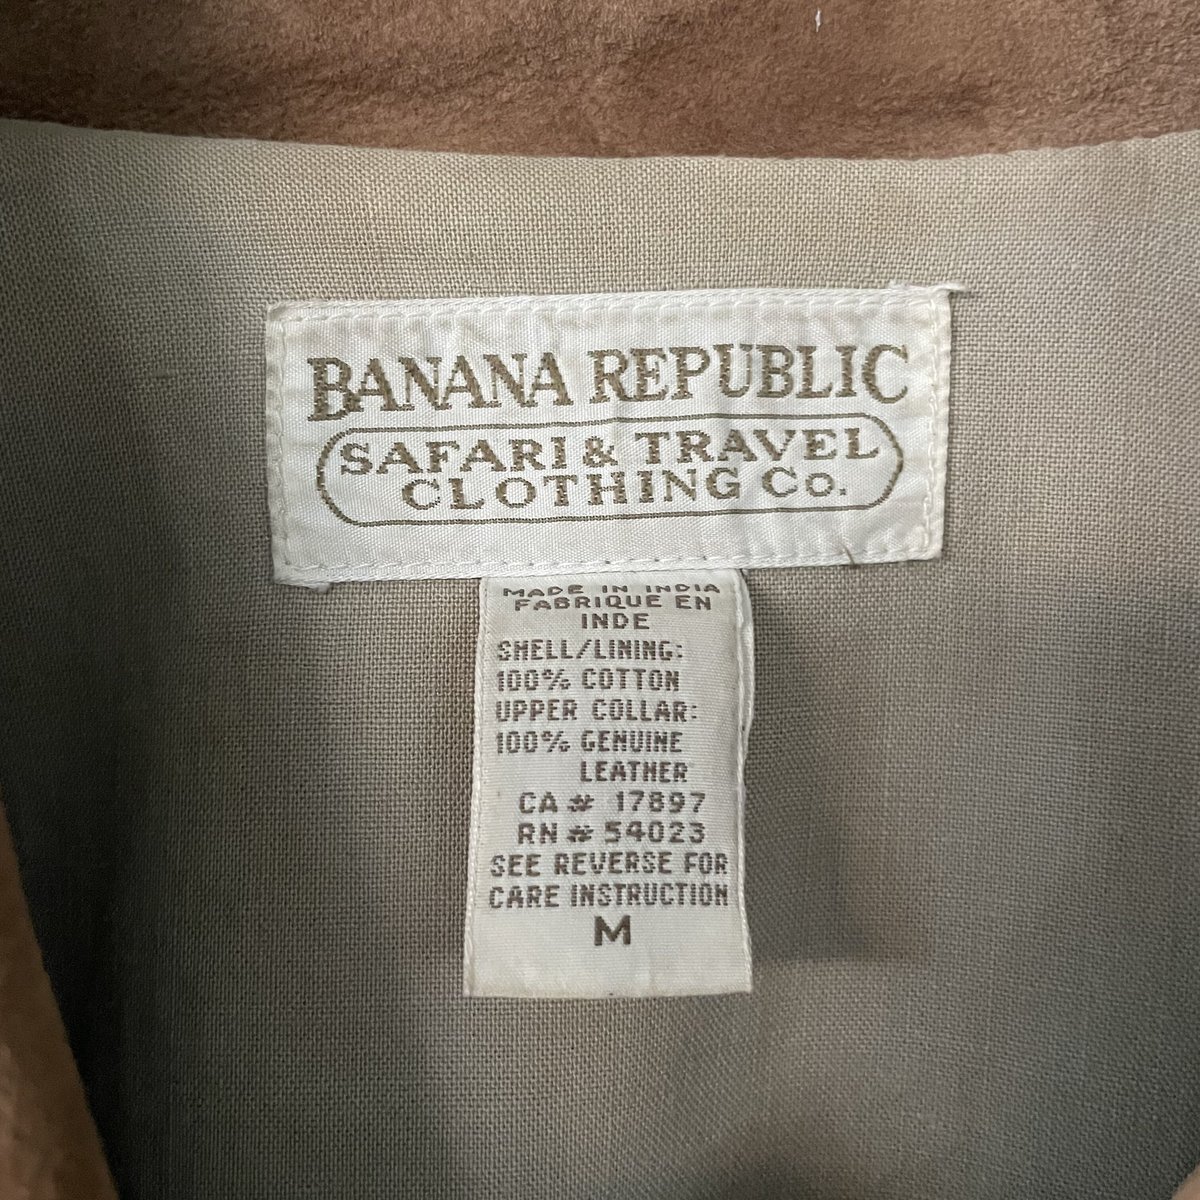 BANANA REPUBLIC
SAFARI & TRAVEL
CLOTHING Co.
MADE IN INDIA
FABRIQUE EN
INDE
SHELL/LINING:
100% COTTON
UPPER COLLAR:
100% GENUINE
LEATHER
CA # 17897
RN # 54023
SEE REVERSE FOR
CARE INSTRUCTION
M